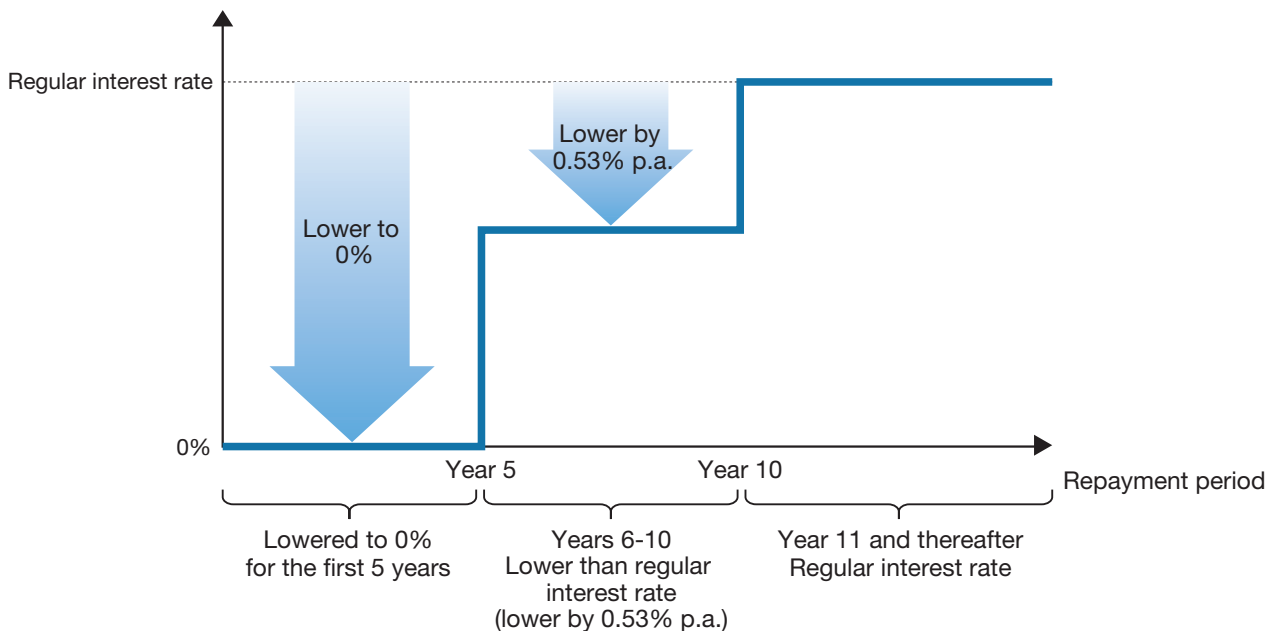 Regular interest rate
Lower by
0.53% p.a.
Lower to
0%
0%
Year 5
Year 10
Repayment period
Lowered to 0%
for the first 5 years
Years 6-10
Lower than regular
interest rate
(lower by 0.53% p.a.)
Year 11 and thereafter
Regular interest rate